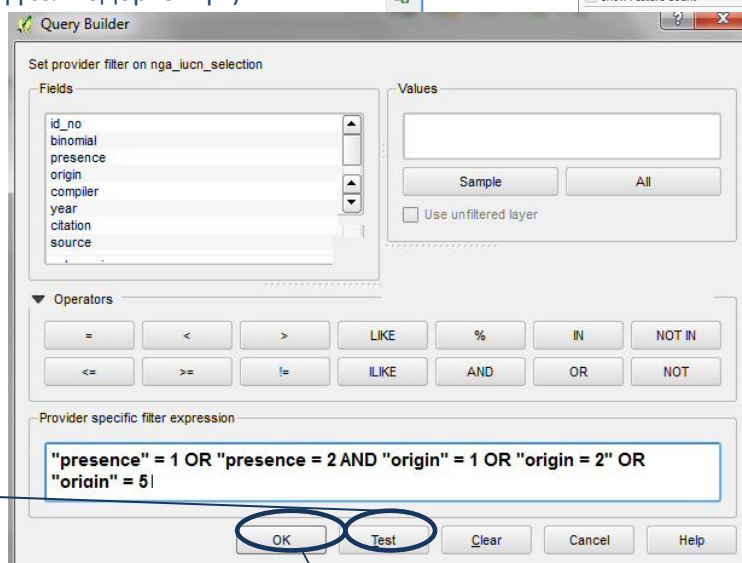 Query Builder
Set provider filter on nga_iucn_selection
Fields
id_no
binomial
presence
origin
compiler
year
citation
source
Values
Sample
All
Use unfiltered layer
Operators
=
<
>
LIKE
%
IN
NOT IN
<=
>=
!=
ILIKE
AND
OR
NOT
Provider specific filter expression
"presence" = 1 OR "presence = 2 AND "origin" = 1 OR "origin = 2" OR
"origin" = 5
OK
Test
Clear
Cancel
Help